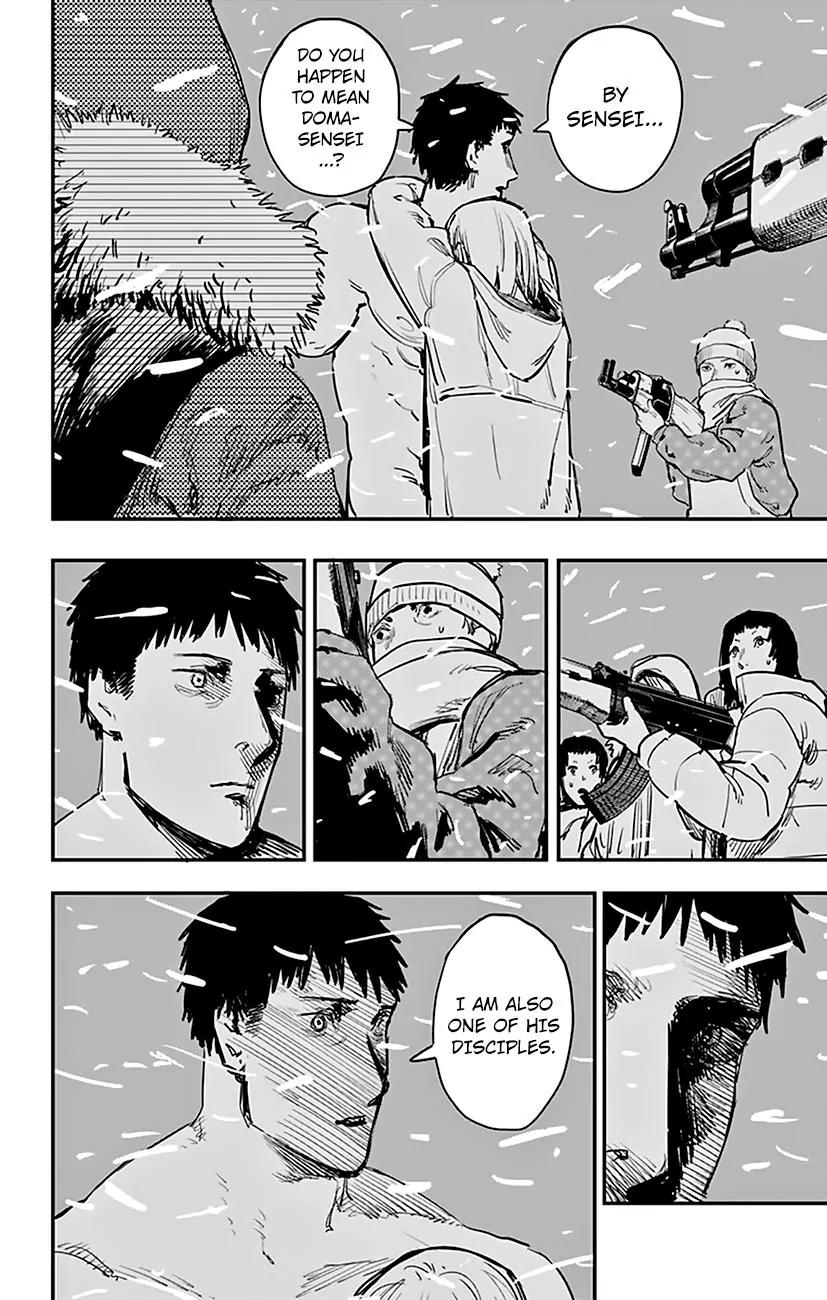 BY
SENSEI...
DO YOU
HAPPEN
TO MEAN
DOMA-
SENSEI
...?
I AM ALSO
ONE OF HIS
DISCIPLES.